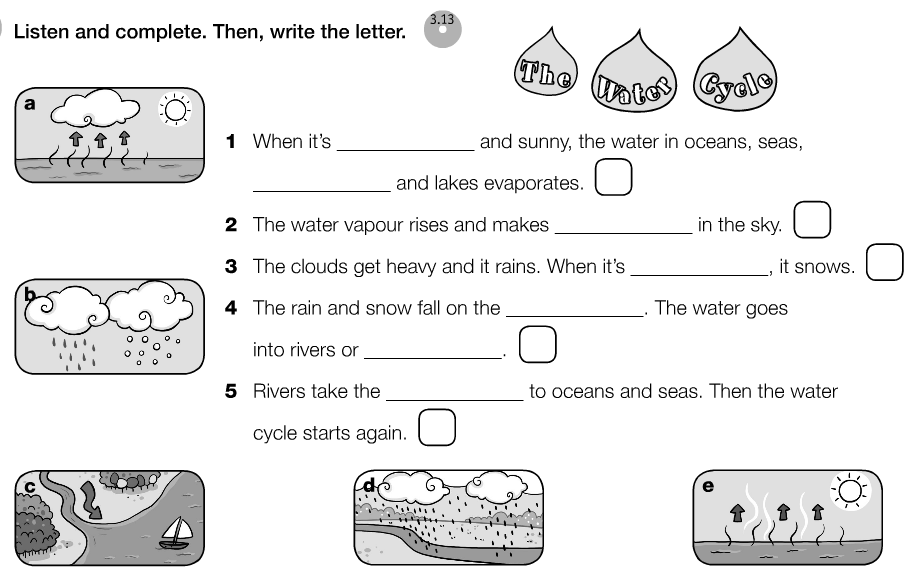 Listen and complete. Then, write the letter.
3.13
The Water Cycle
a
1 When it's ____________ and sunny, the water in oceans, seas,
____________ and lakes evaporates.
2 The water vapour rises and makes ____________ in the sky.
3 The clouds get heavy and it rains. When it's ____________, it snows.
b
4 The rain and snow fall on the ____________. The water goes
into rivers or ____________.
5 Rivers take the ____________ to oceans and seas. Then the water
cycle starts again.
c
d
e